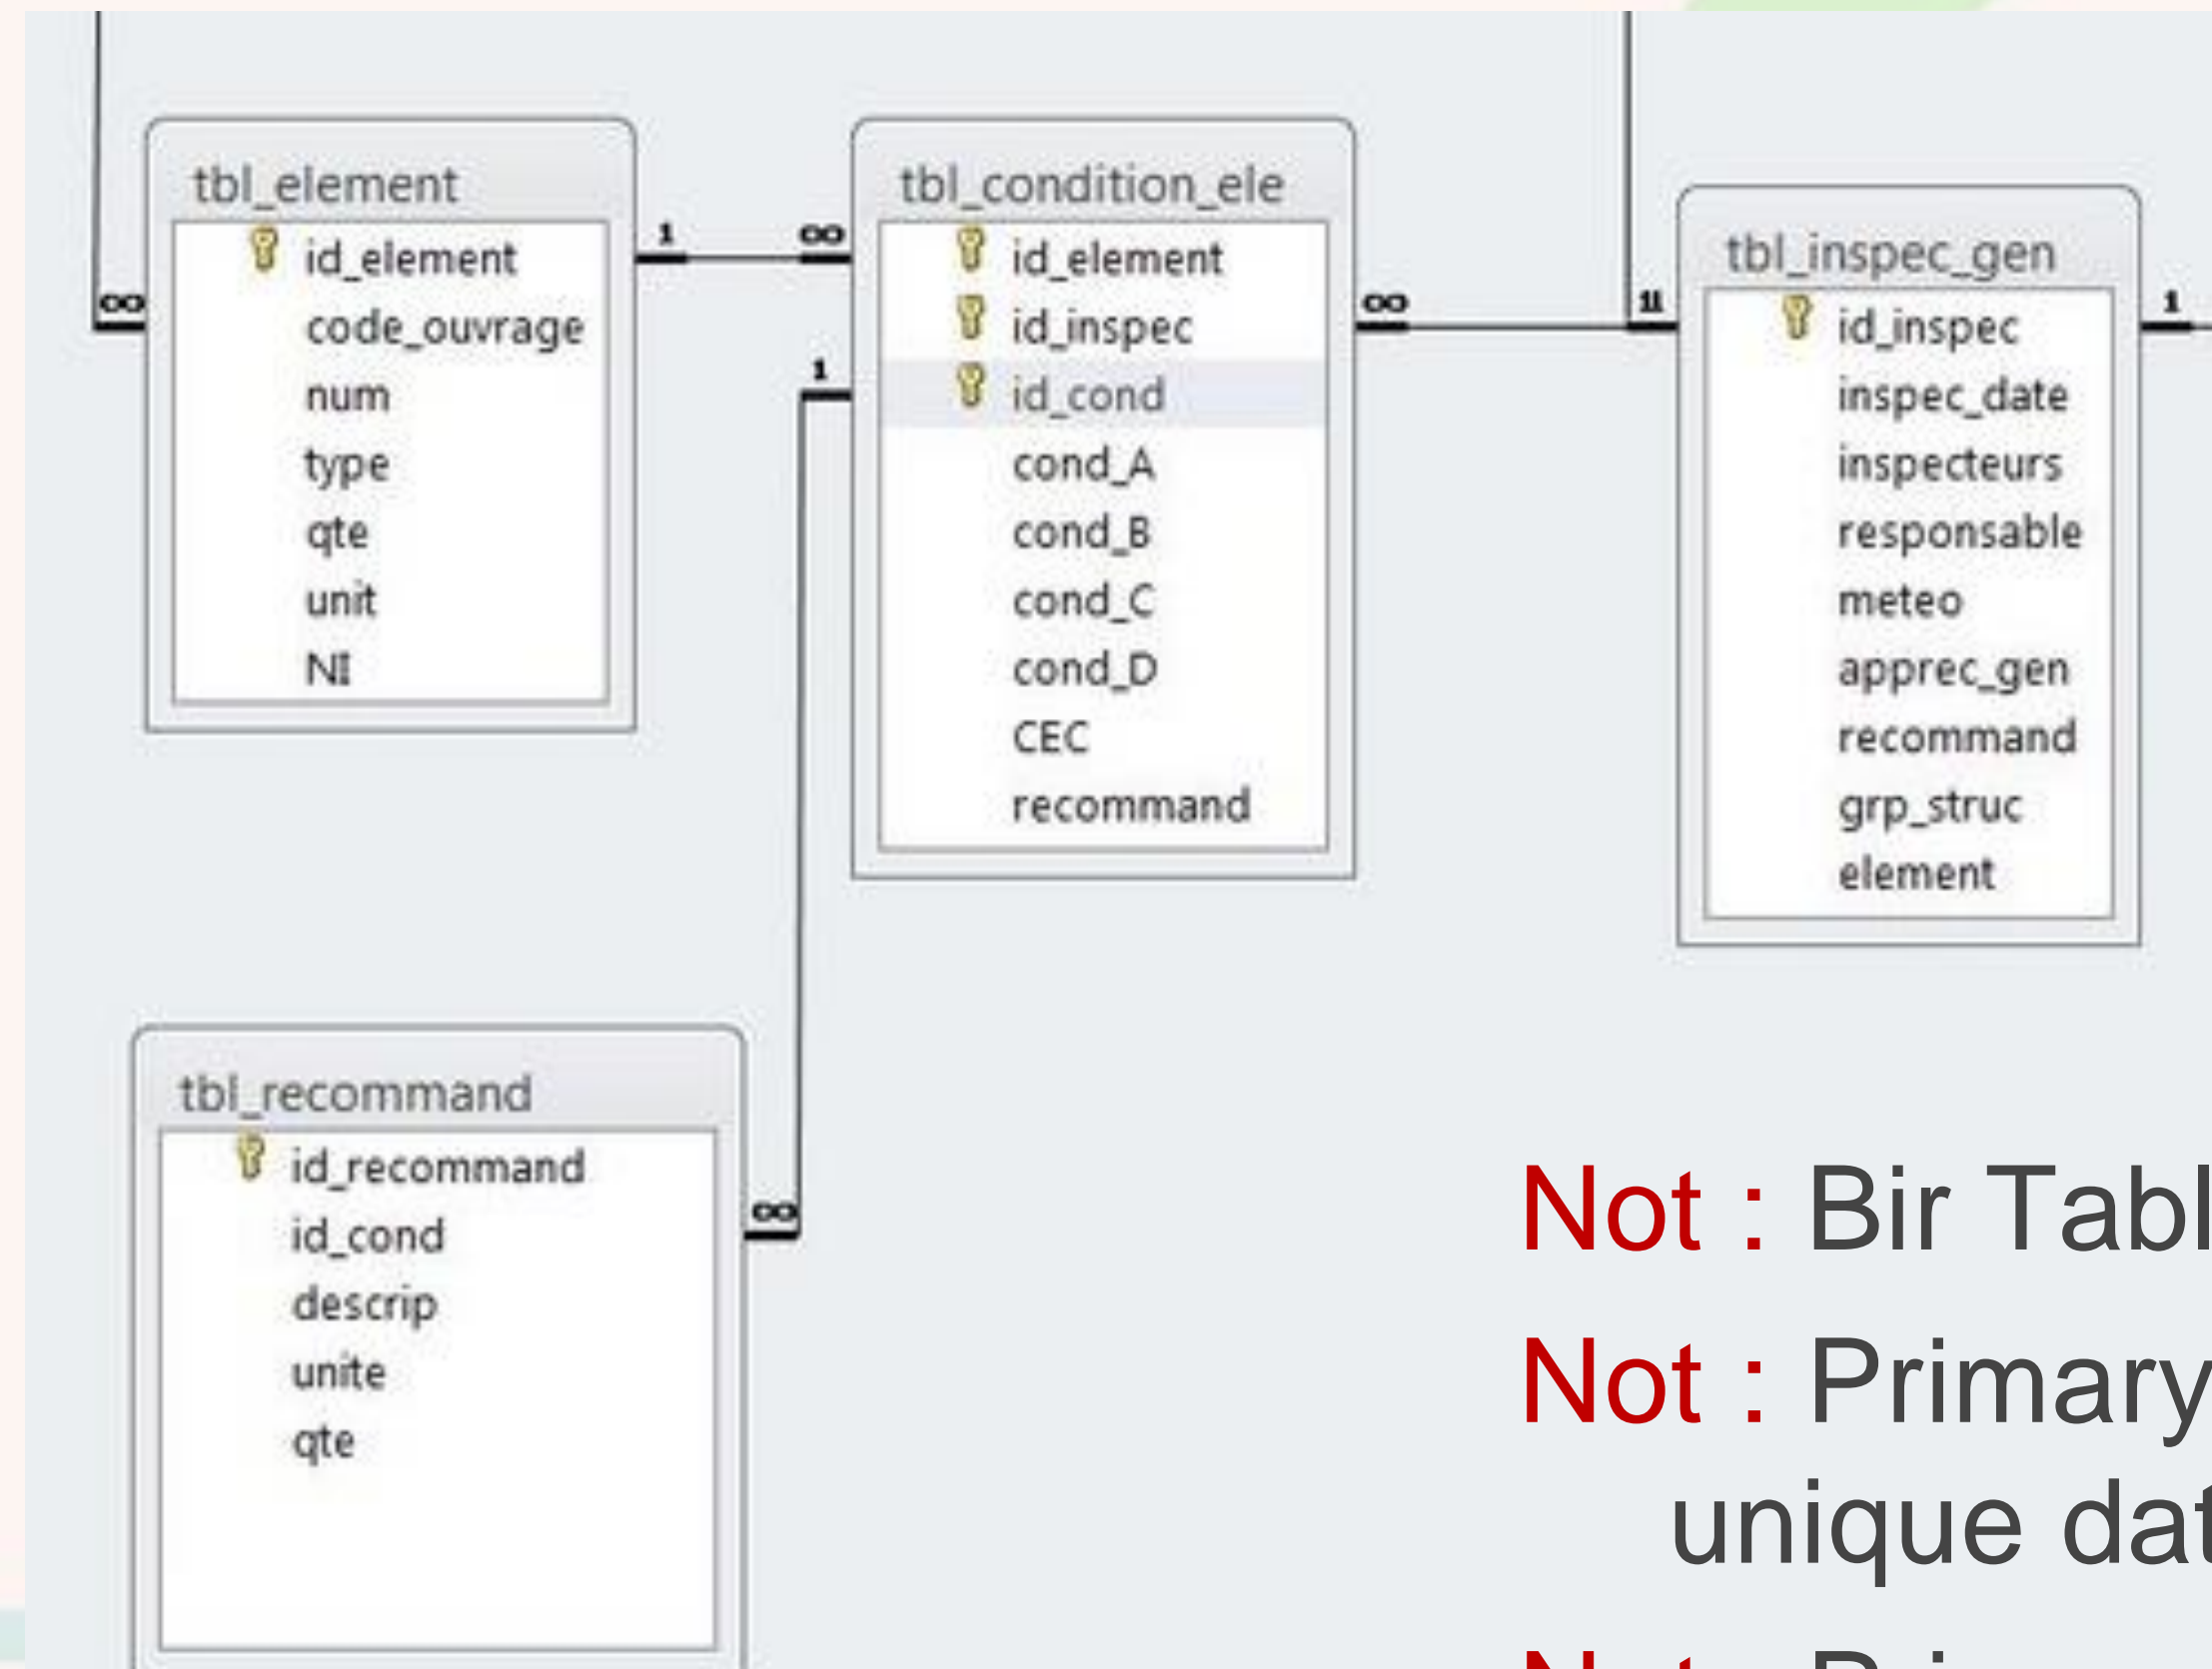 tbl_element
id_element
code_ouvrage
num
type
qte
unit
NI
1
∞
∞
tbl_condition_ele
id_element
id_inspec
id_cond
cond_A
cond_B
cond_C
cond_D
CEC
recommand
1
∞
11
tbl_inspec_gen
id_inspec
inspec_date
inspecteurs
responsable
meteo
apprec_gen
recommand
grp_struc
element
1
tbl_recommand
id_recommand
id_cond
descrip
unite
qte
∞
Not : Bir Tabl
Not : Primary
unique dat